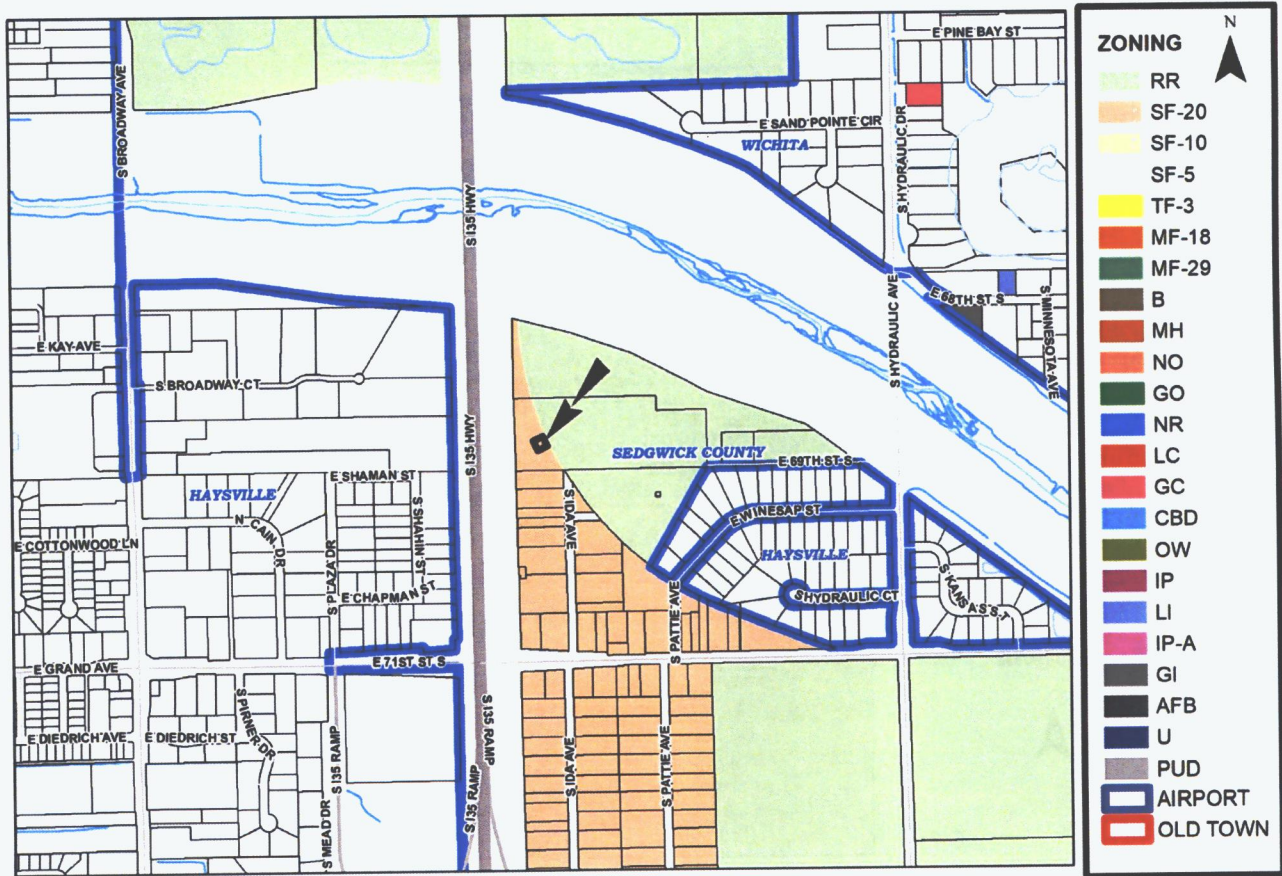 E PINE BAY ST
S BROADWAY AVE
E SAND POINTE CIR
WICHITA
S HYDRAULIC DR
S I35 HWY
S HYDRAULIC AVE
E 68TH ST S
S MINNESOTA AVE
E KAY AVE
S BROADWAY CT
S I35 HWY
SEDGWICK COUNTY
E 69TH ST S
E SHAMAN ST
HAYSVILLE
N CAIN DR
S SHAHIN ST
S IDA AVE
E WINESAP ST
E COTTONWOOD LN
S PLAZA DR
HAYSVILLE
S KANSAS ST
E CHAPMAN ST
S HYDRAULIC CT
S PATTIE AVE
E GRAND AVE
E 71ST ST S
S PIRNER DR
S I35 RAMP
S I35 RAMP
E DIEDRICH AVE
E DIEDRICH ST
S IDA AVE
S PATTIE AVE
S I35 RAMP
S MEAD DR
N
ZONING
RR
SF-20
SF-10
SF-5
TF-3
MF-18
MF-29
B
MH
NO
GO
NR
LC
GC
CBD
OW
IP
LI
IP-A
GI
AFB
U
PUD
AIRPORT
OLD TOWN